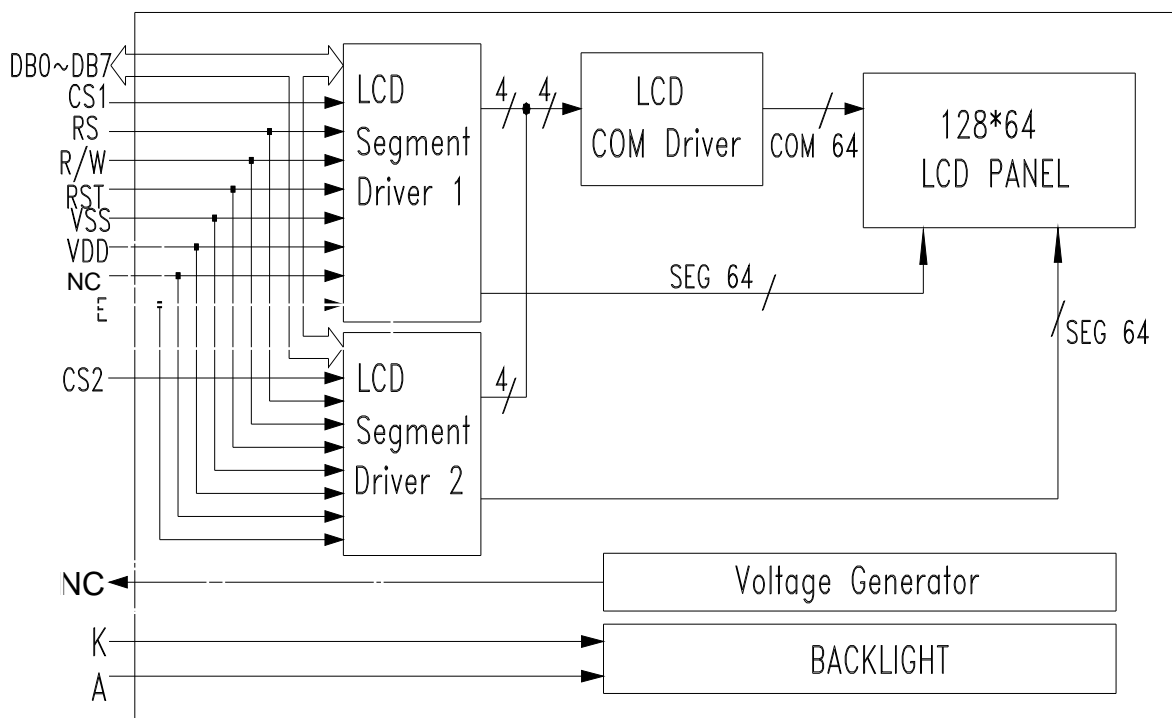 DB0~DB7
CS1
RS
R/W
RST
VSS
VDD
NC
E
CS2
NC
K
A
LCD
Segment
Driver 1
4
4
LCD
COM Driver
COM 64
128*64
LCD PANEL
SEG 64
SEG 64
LCD
Segment
Driver 2
4
Voltage Generator
BACKLIGHT